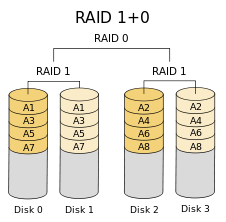 RAID 1+0
RAID 0
RAID 1 RAID 1
A1 A1 A2 A2
A3 A3 A4 A4
A5 A5 A6 A6
A7 A7 A8 A8
Disk 0 Disk 1 Disk 2 Disk 3